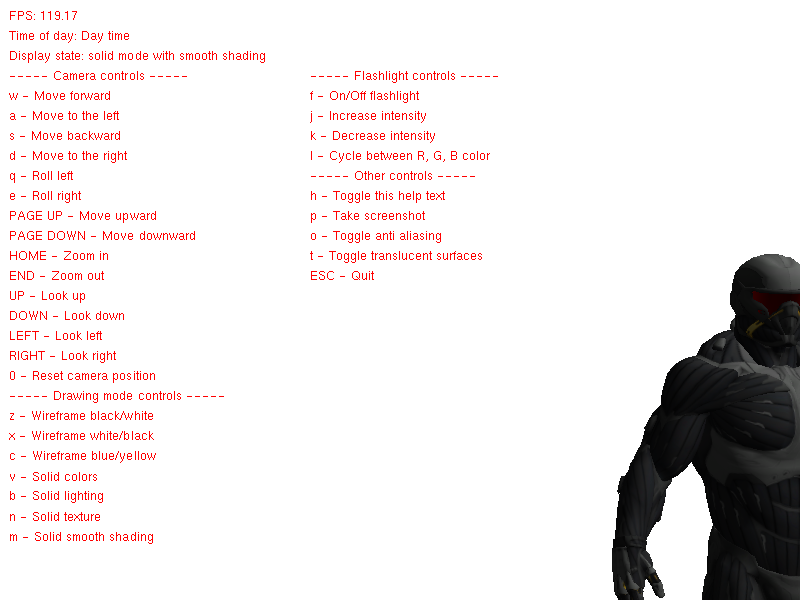 FPS: 119.17
Time of day: Day time
Display state: solid mode with smooth shading
----- Camera controls -----
w - Move forward
a - Move to the left
s - Move backward
d - Move to the right
q - Roll left
e - Roll right
PAGE UP - Move upward
PAGE DOWN - Move downward
HOME - Zoom in
END - Zoom out
UP - Look up
DOWN - Look down
LEFT - Look left
RIGHT - Look right
0 - Reset camera position
----- Drawing mode controls -----
z - Wireframe black/white
x - Wireframe white/black
c - Wireframe blue/yellow
v - Solid colors
b - Solid lighting
n - Solid texture
m - Solid smooth shading
----- Flashlight controls -----
f - On/Off flashlight
j - Increase intensity
k - Decrease intensity
l - Cycle between R, G, B color
----- Other controls -----
h - Toggle this help text
p - Take screenshot
o - Toggle anti aliasing
t - Toggle translucent surfaces
ESC - Quit